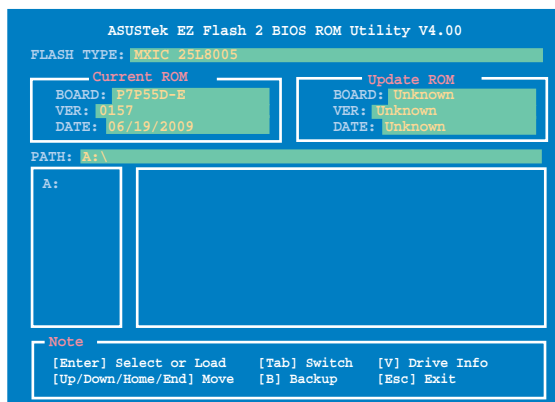 ASUSTek EZ Flash 2 BIOS ROM Utility V4.00
FLASH TYPE: MXIC 25L8005
Current ROM
BOARD: P7P55D-E
VER: 0157
DATE: 06/19/2009
Update ROM
BOARD: Unknown
VER: Unknown
DATE: Unknown
PATH: A:\
A:
Note
[Enter] Select or Load [Tab] Switch [V] Drive Info
[Up/Down/Home/End] Move [B] Backup [Esc] Exit